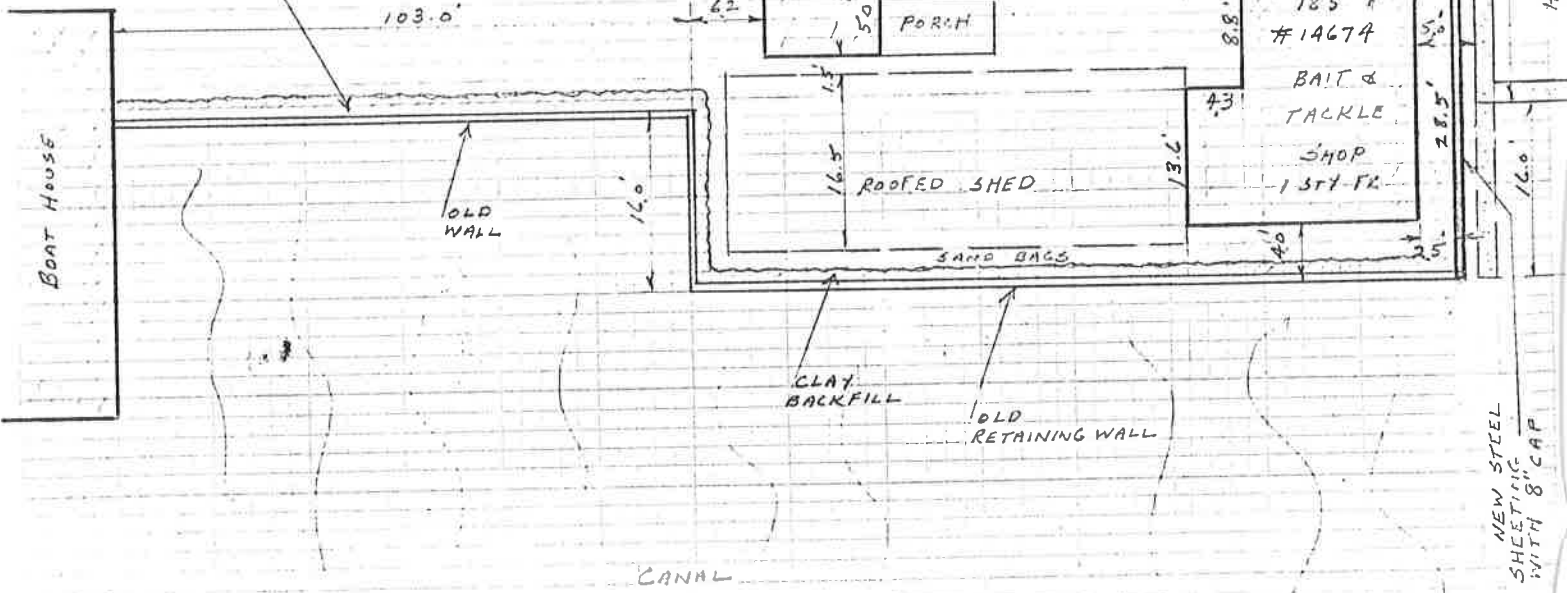 103.0'
6.2
5.0
PORCH
8.8'
#14674
BAIT &
TACKLE
SHOP
1 STY FR
28.5'
4.3
13.6'
16.5'
ROOFED SHED
16.0'
16.0'
OLD
WALL
BOAT HOUSE
SAND BAGS
4.0'
2.5
CLAY
BACKFILL
OLD
RETAINING WALL
NEW STEEL
SHEETING
WITH 8" CAP
CANAL